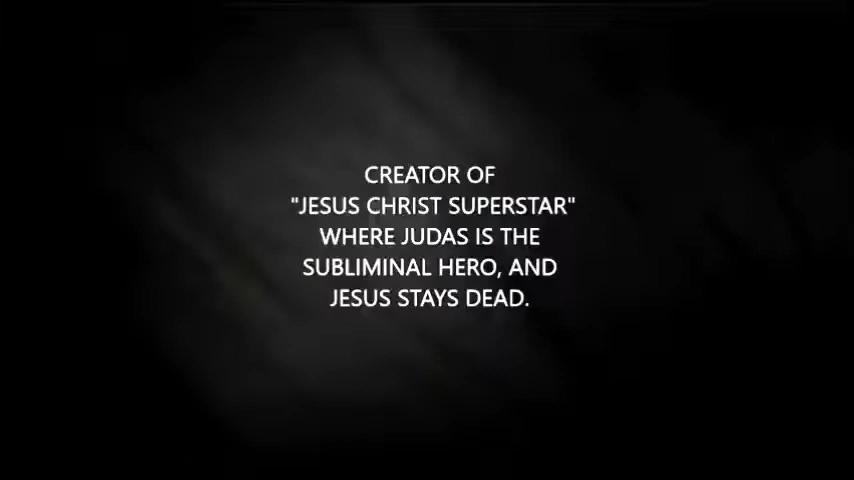 CREATOR OF
"JESUS CHRIST SUPERSTAR"
WHERE JUDAS IS THE
SUBLIMINAL HERO, AND
JESUS STAYS DEAD.